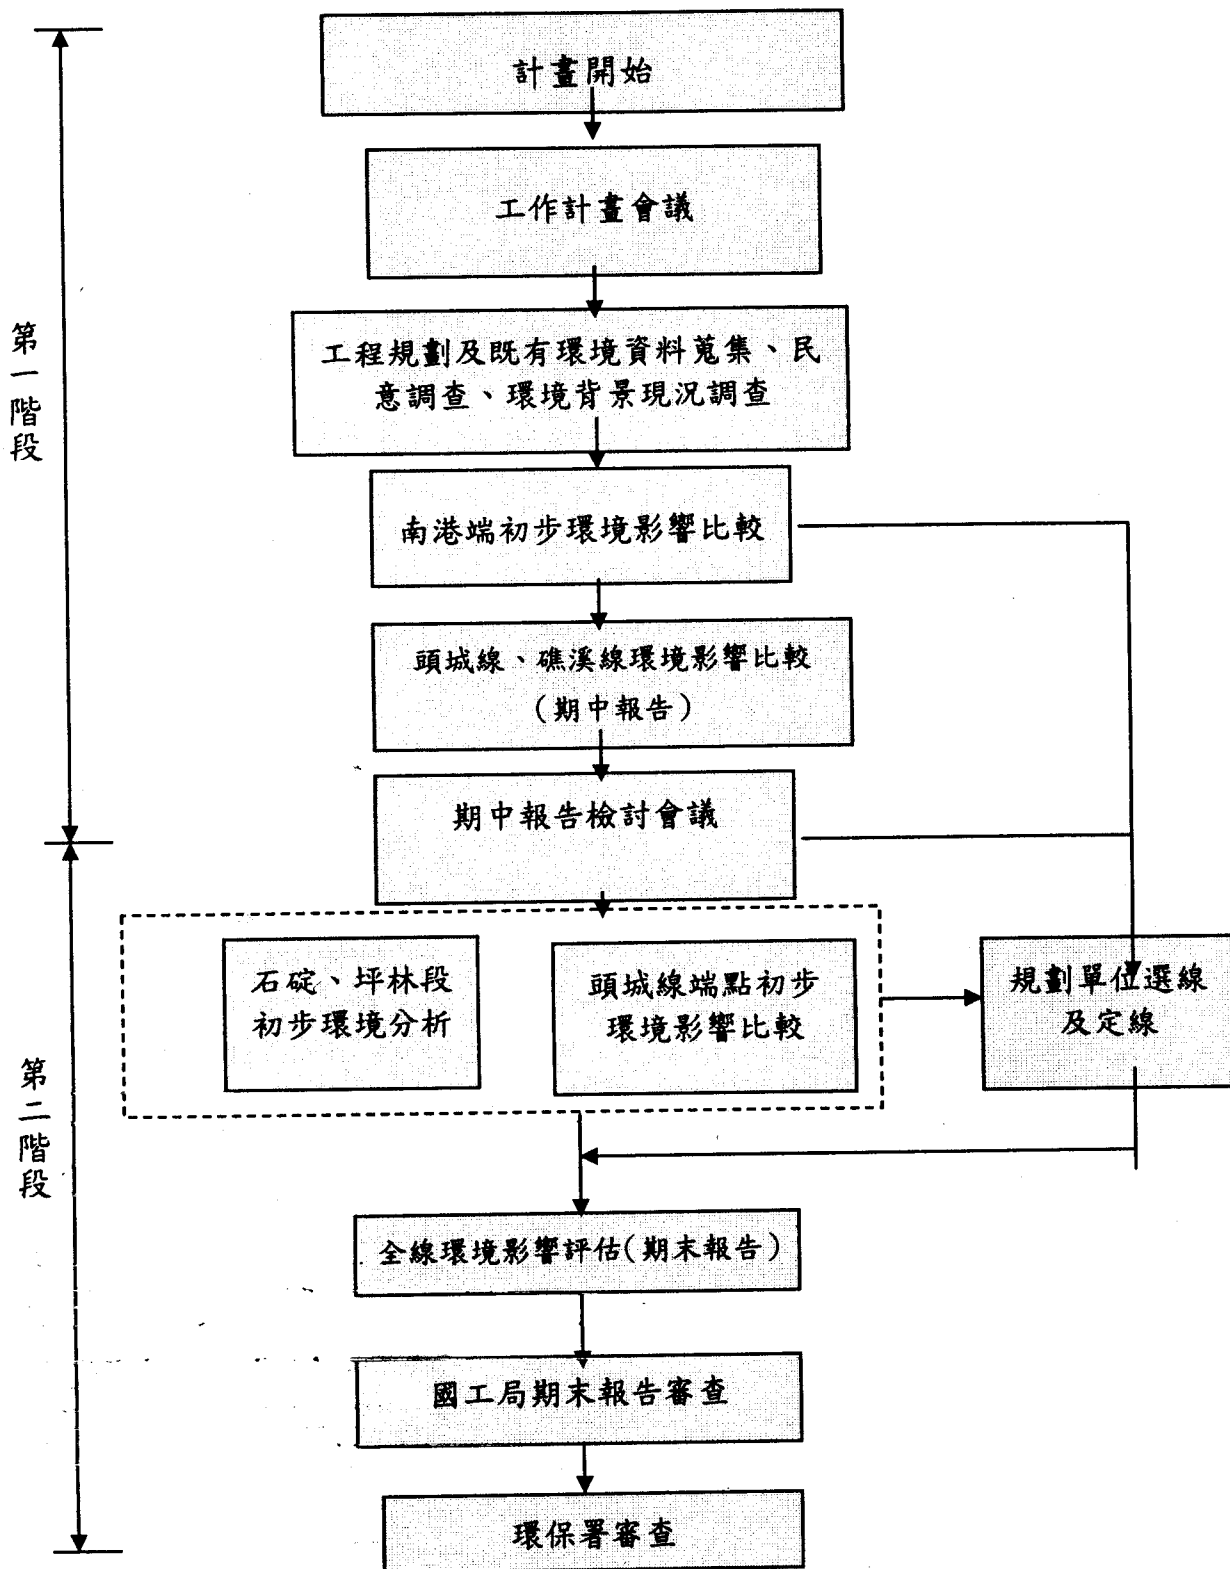 計畫開始
工作計畫會議
工程規劃及既有環境資料蒐集、民
意調查、環境背景現況調查
第一階段
南港端初步環境影響比較
頭城線、礁溪線環境影響比較
(期中報告)
期中報告檢討會議
石碇、坪林段
初步環境分析
頭城線端點初步
環境影響比較
規劃單位選線
及定線
第二階段
全線環境影響評估(期末報告)
國工局期末報告審查
環保署審查